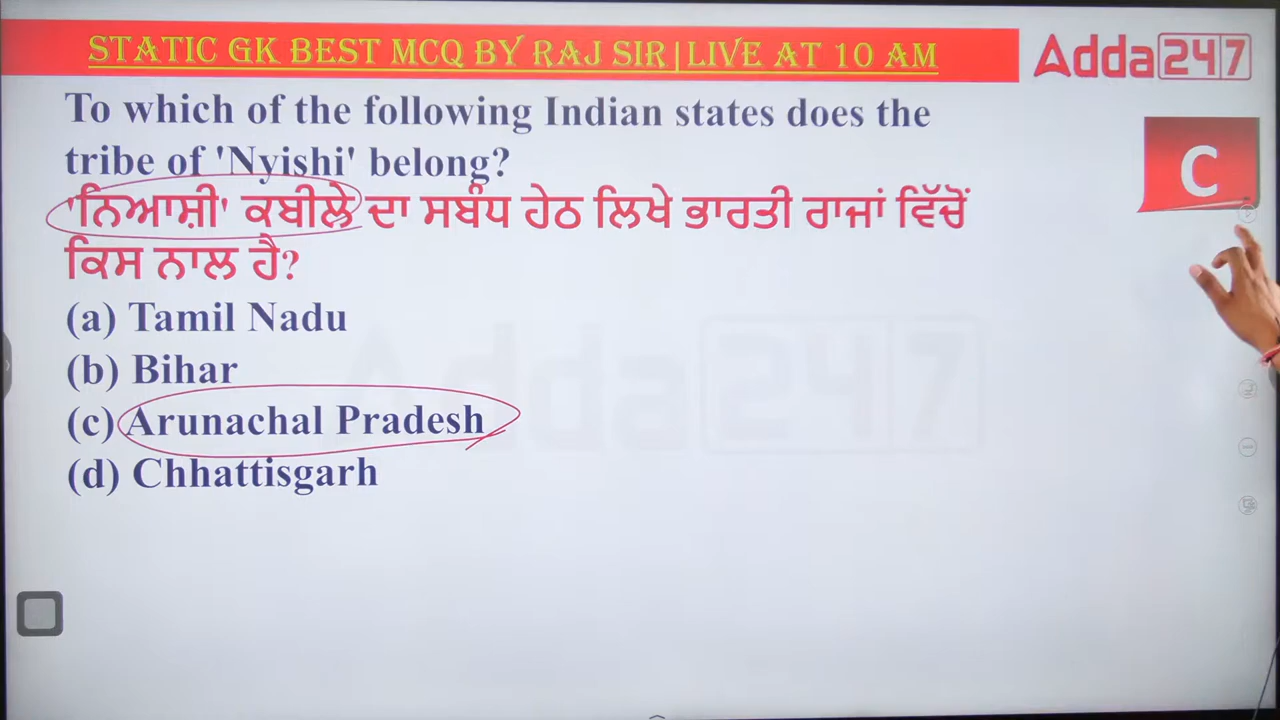 STATIC GK BEST MCQ BY RAJ SIR|LIVE AT 10 AM
Adda247
To which of the following Indian states does the
tribe of 'Nyishi' belong?
C
'ਨਿਆਸ਼ੀ' ਕਬੀਲੇ ਦਾ ਸਬੰਧ ਹੇਠ ਲਿਖੇ ਭਾਰਤੀ ਰਾਜਾਂ ਵਿੱਚੋਂ
ਕਿਸ ਨਾਲ ਹੈ?
(a) Tamil Nadu
(b) Bihar
(c) Arunachal Pradesh
(d) Chhattisgarh
Adda247